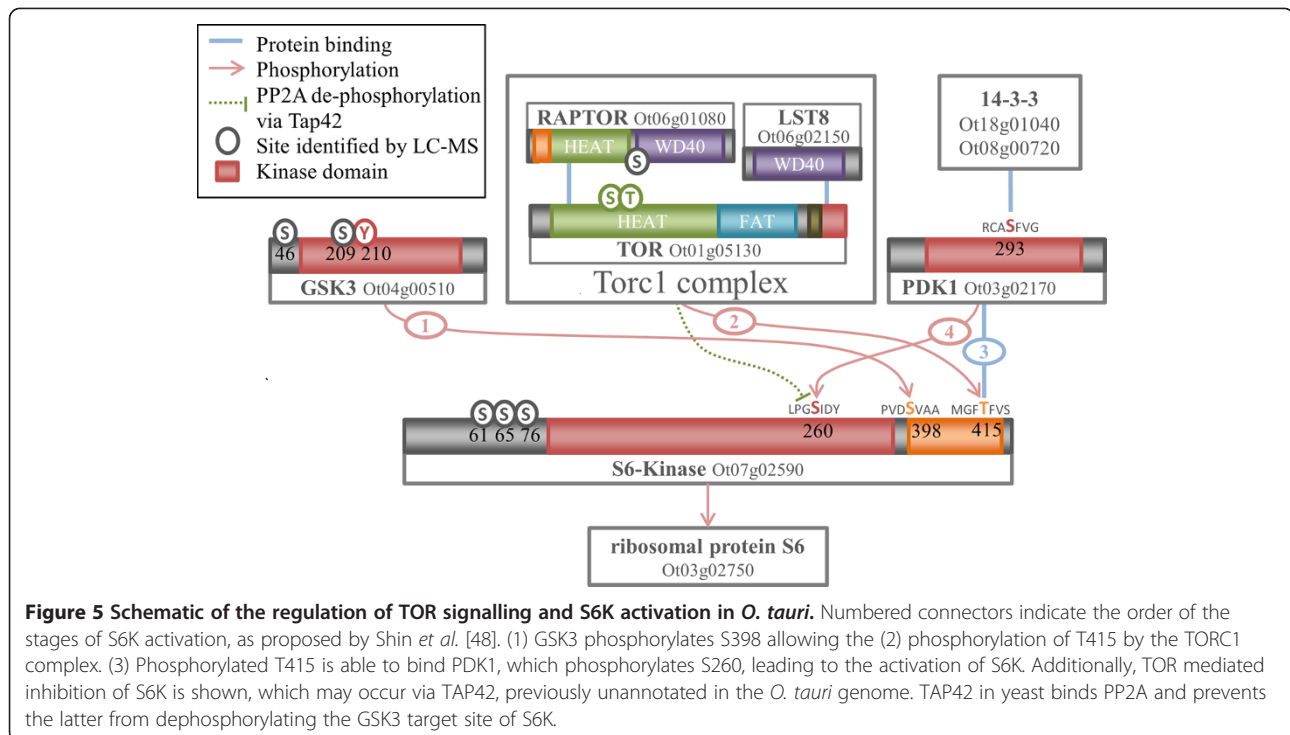 Protein binding
Phosphorylation
PP2A de-phosphorylation
via Tap42
Site identified by LC-MS
S
Kinase domain
RAPTOR Ot06g01080
HEAT WD40
S
LST8
Ot06g02150
WD40
S T
HEAT FAT
TOR Ot01g05130
Torc1 complex
14-3-3
Ot18g01040
Ot08g00720
S S Y
46 209 210
GSK3 Ot04g00510
RCASFVG
293
PDK1 Ot03g02170
1 2 4
3
LPGSIDY PVDSVAA MGFTFVS
S S S
61 65 76 260 398 415
S6-Kinase Ot07g02590
ribosomal protein S6
Ot03g02750
Figure 5 Schematic of the regulation of TOR signalling and S6K activation in O. tauri. Numbered connectors indicate the order of the
stages of S6K activation, as proposed by Shin et al. [48]. (1) GSK3 phosphorylates S398 allowing the (2) phosphorylation of T415 by the TORC1
complex. (3) Phosphorylated T415 is able to bind PDK1, which phosphorylates S260, leading to the activation of S6K. Additionally, TOR mediated
inhibition of S6K is shown, which may occur via TAP42, previously unannotated in the O. tauri genome. TAP42 in yeast binds PP2A and prevents
the latter from dephosphorylating the GSK3 target site of S6K.